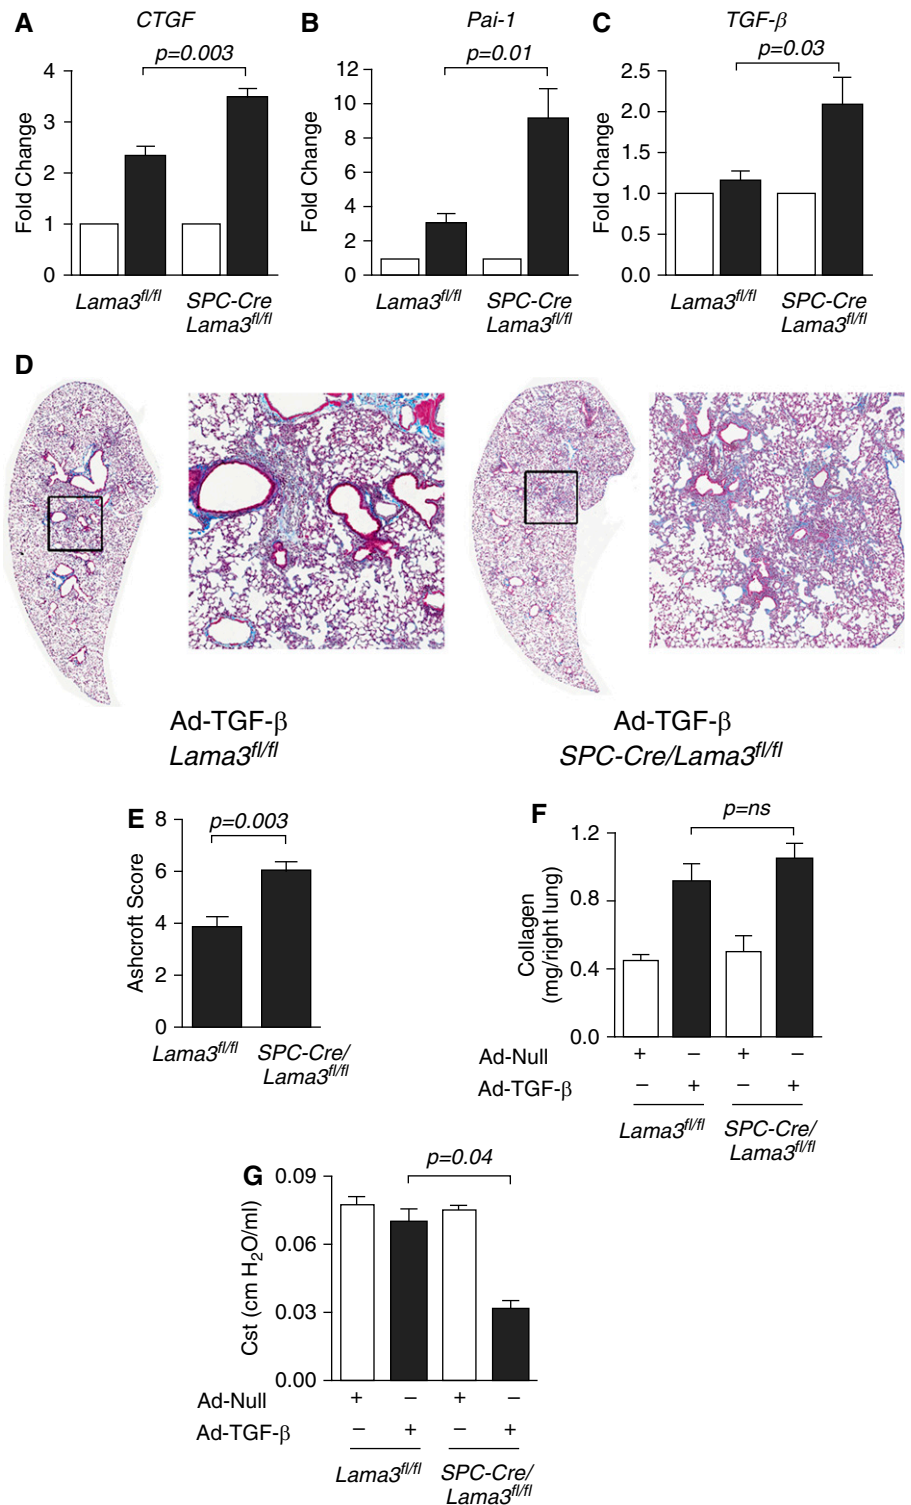 A CTGF
p=0.003
Fold Change
4
3
2
1
0
Lama3fl/fl
SPC-Cre
Lama3fl/fl
B Pai-1
p=0.01
Fold Change
12
10
8
6
4
2
0
Lama3fl/fl
SPC-Cre
Lama3fl/fl
C TGF-β
p=0.03
Fold Change
2.5
2.0
1.5
1.0
0.5
0.0
Lama3fl/fl
SPC-Cre
Lama3fl/fl
D
Ad-TGF-β
Lama3fl/fl
Ad-TGF-β
SPC-Cre/Lama3fl/fl
E
p=0.003
Ashcroft Score
8
6
4
2
0
Lama3fl/fl
SPC-Cre/
Lama3fl/fl
F
p=ns
Collagen
(mg/right lung)
1.2
0.8
0.4
0.0
Ad-Null + – + –
Ad-TGF-β – + – +
Lama3fl/fl
SPC-Cre/
Lama3fl/fl
G
p=0.04
Cst (cm H2O/ml)
0.09
0.06
0.03
0.00
Ad-Null + – + –
Ad-TGF-β – + – +
Lama3fl/fl
SPC-Cre/
Lama3fl/fl